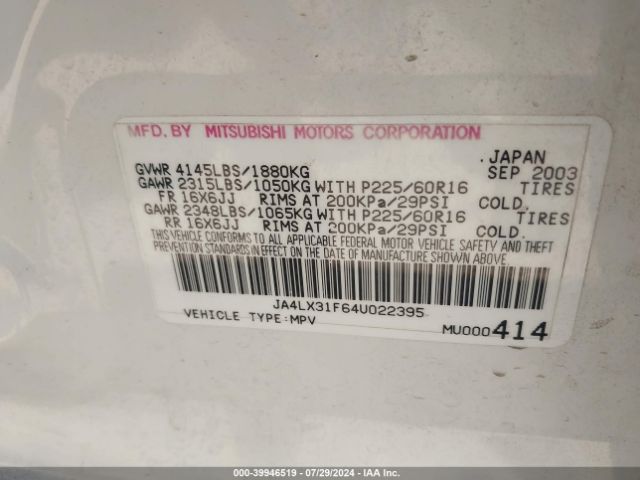 MFD. BY MITSUBISHI MOTORS CORPORATION
.JAPAN
GVWR 4145LBS/1880KG SEP 2003
GAWR 2315LBS/1050KG WITH P225/60R16 TIRES
FR 16X6JJ RIMS AT 200KPa/29PSI COLD.
GAWR 2348LBS/1065KG WITH P225/60R16 TIRES
RR 16X6JJ RIMS AT 200KPa/29PSI COLD.
THIS VEHICLE CONFORMS TO ALL APPLICABLE FEDERAL MOTOR VEHICLE SAFETY AND THEFT
PREVENTION STANDARDS IN EFFECT ON THE DATE OF MANUFACTURE SHOWN ABOVE.
JA4LX31F64U022395
VEHICLE TYPE:MPV MU000414
000-39946519 / 07/29/2024 - IAA Inc.